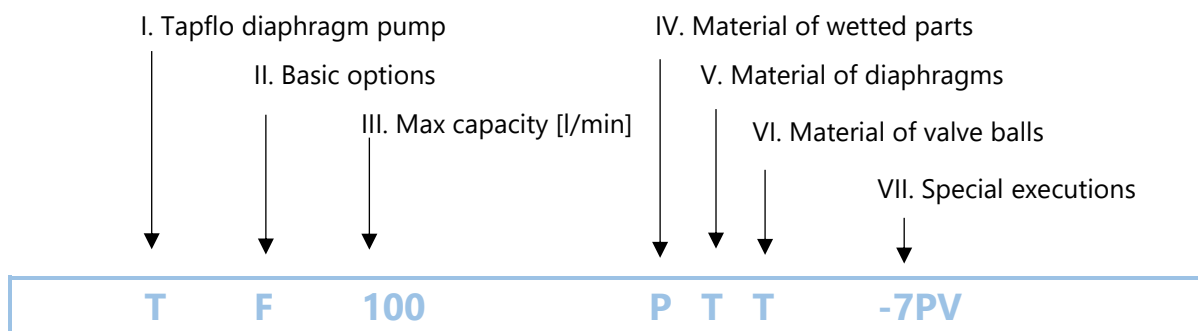 I. Tapflo diaphragm pump
IV. Material of wetted parts
II. Basic options
V. Material of diaphragms
III. Max capacity [l/min]
VI. Material of valve balls
VII. Special executions
T F 100 P T T -7PV